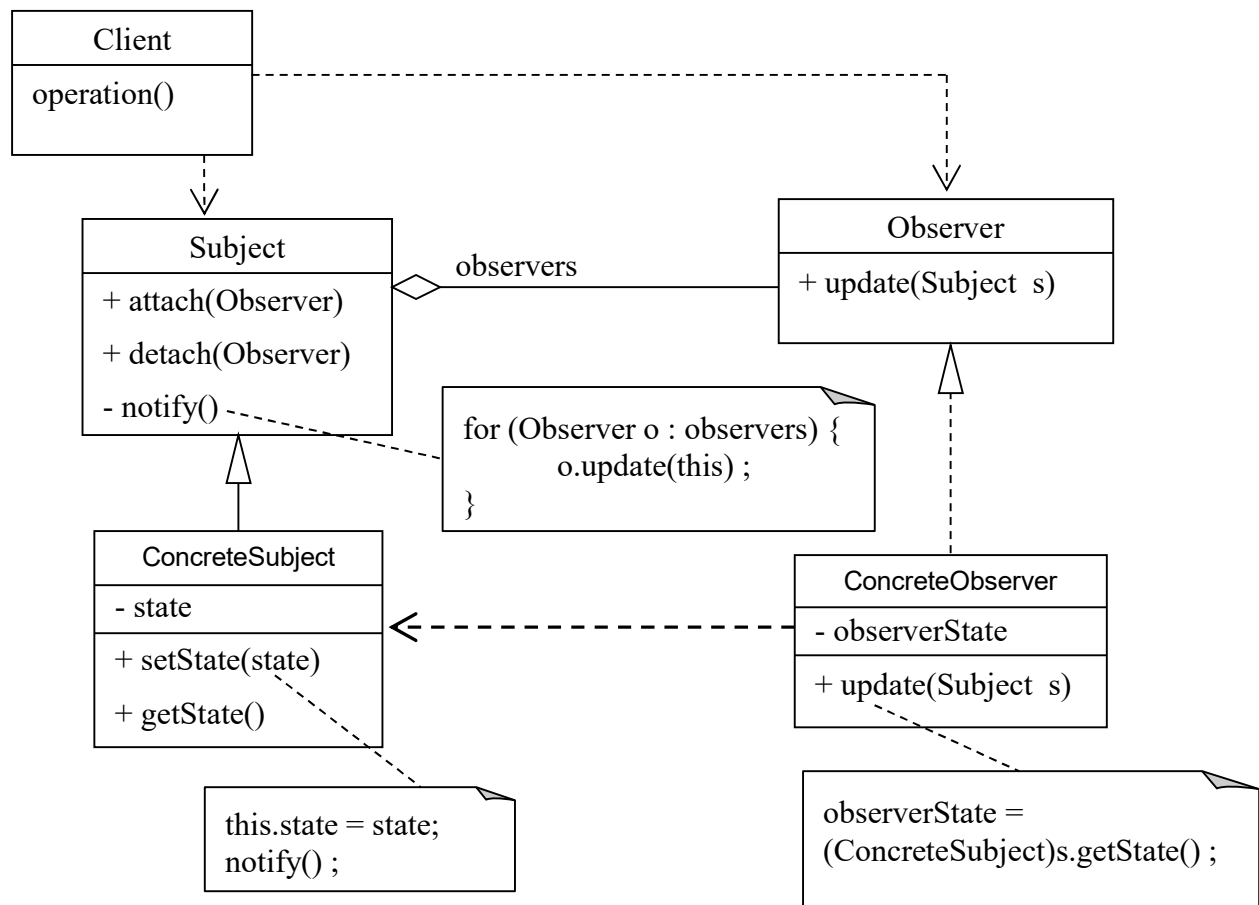 Client
operation()
Subject
+ attach(Observer)
+ detach(Observer)
- notify()
observers
Observer
+ update(Subject s)
for (Observer o : observers) {
o.update(this) ;
}
ConcreteSubject
- state
+ setState(state)
+ getState()
ConcreteObserver
- observerState
+ update(Subject s)
this.state = state;
notify() ;
observerState =
(ConcreteSubject)s.getState() ;